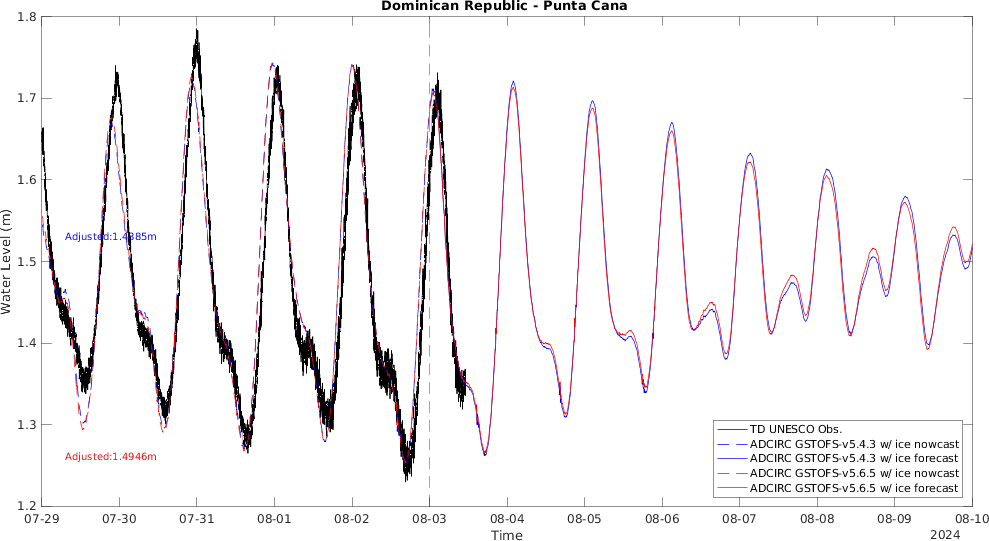 Dominican Republic - Punta Cana
1.8
1.7
1.6
1.5
1.4
1.3
1.2
Water Level (m)
Adjusted:1.4385m
Adjusted:1.4946m
TD UNESCO Obs.
ADCIRC GSTOFS-v5.4.3 w/ ice nowcast
ADCIRC GSTOFS-v5.4.3 w/ ice forecast
ADCIRC GSTOFS-v5.6.5 w/ ice nowcast
ADCIRC GSTOFS-v5.6.5 w/ ice forecast
07-29 07-30 07-31 08-01 08-02 08-03 08-04 08-05 08-06 08-07 08-08 08-09 08-10
Time
2024